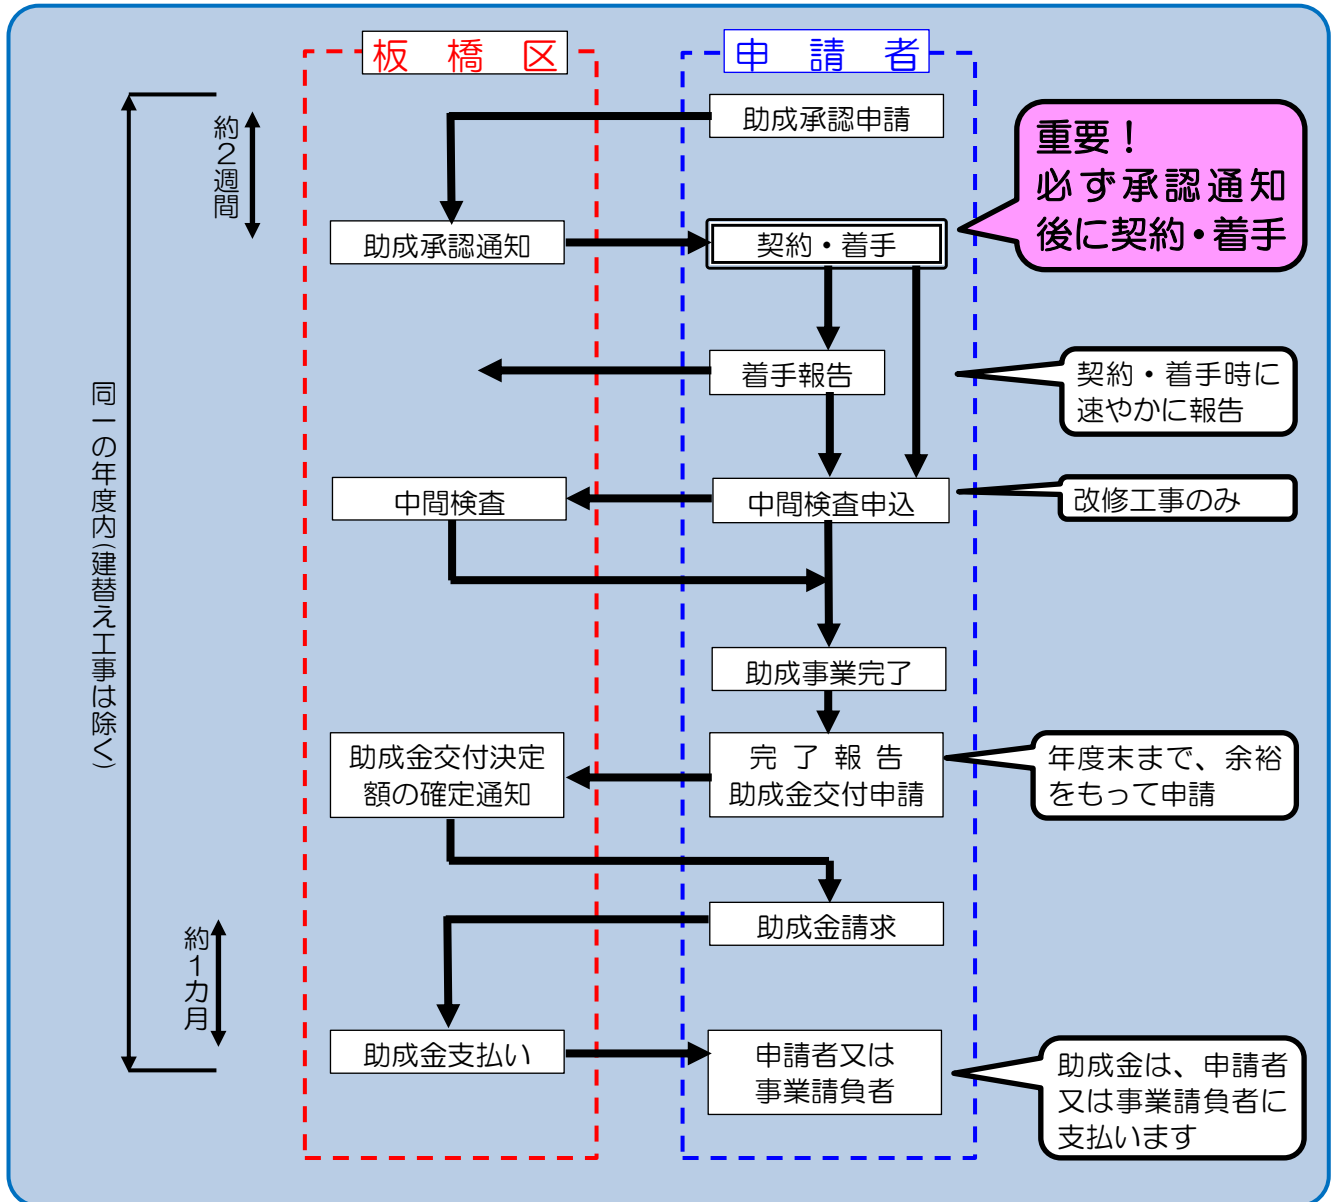 板橋区
申請者
助成承認申請
約２週間
重要！
必ず承認通知
後に契約・着手
助成承認通知
契約・着手
着手報告
契約・着手時に
速やかに報告
同一の年度内（建替え工事は除く）
中間検査
中間検査申込
改修工事のみ
助成事業完了
助成金交付決定
額の確定通知
完了報告
助成金交付申請
年度末まで、余裕
をもって申請
助成金請求
約１カ月
助成金支払い
申請者又は
事業請負者
助成金は、申請者
又は事業請負者に
支払います